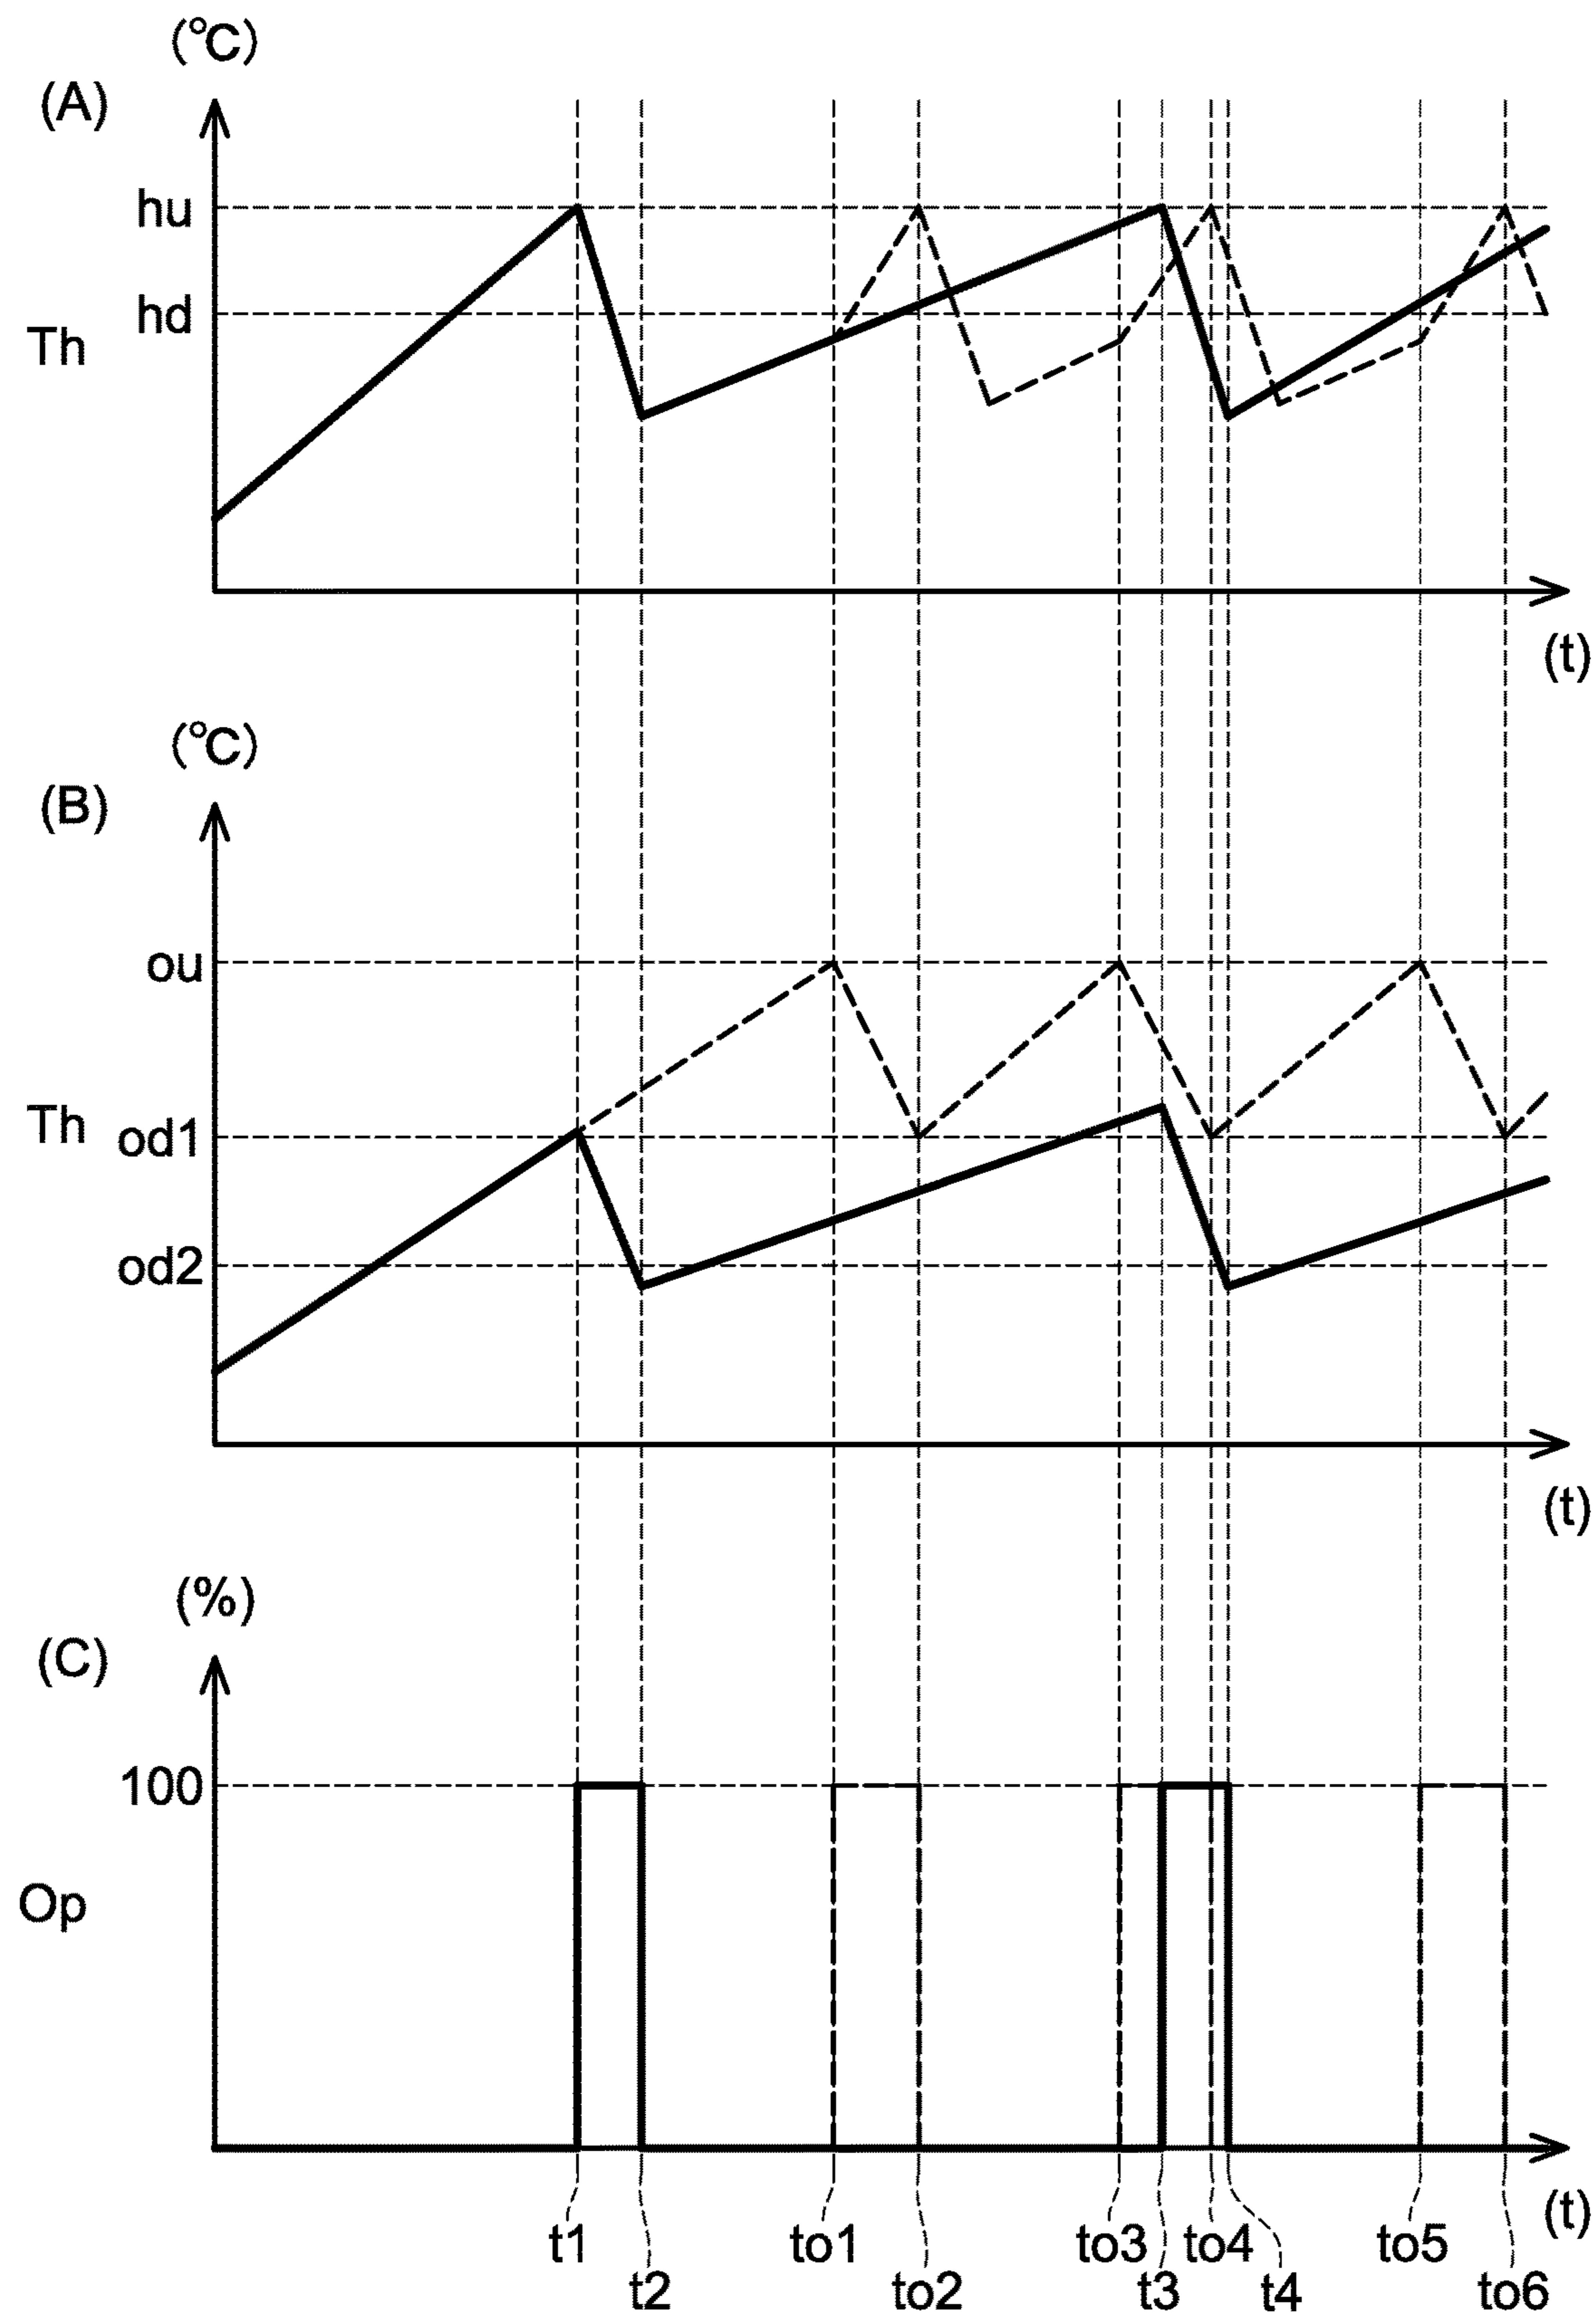 (℃)
(A)
hu
hd
Th
(t)
(℃)
(B)
ou
Th
od1
od2
(t)
(%)
(C)
100
Op
(t)
t1 to1 to3 to4 to5
t2 to2 t3 t4 to6